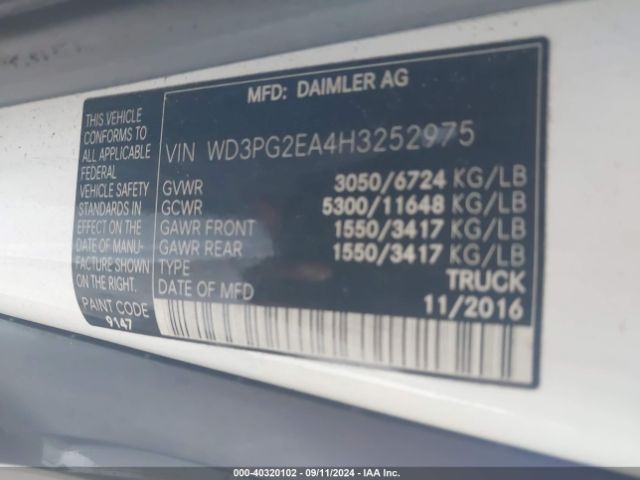 MFD: DAIMLER AG
THIS VEHICLE
CONFORMS TO
ALL APPLICABLE
FEDERAL
VEHICLE SAFETY
STANDARDS IN
EFFECT ON THE
DATE OF MANU-
FACTURE SHOWN
ON THE RIGHT.
PAINT CODE
9147
VIN WD3PG2EA4H3252975
GVWR 3050/6724 KG/LB
GCWR 5300/11648 KG/LB
GAWR FRONT 1550/3417 KG/LB
GAWR REAR 1550/3417 KG/LB
TYPE TRUCK
DATE OF MFD 11/2016
000-40320102 - 09/11/2024 - IAA Inc.